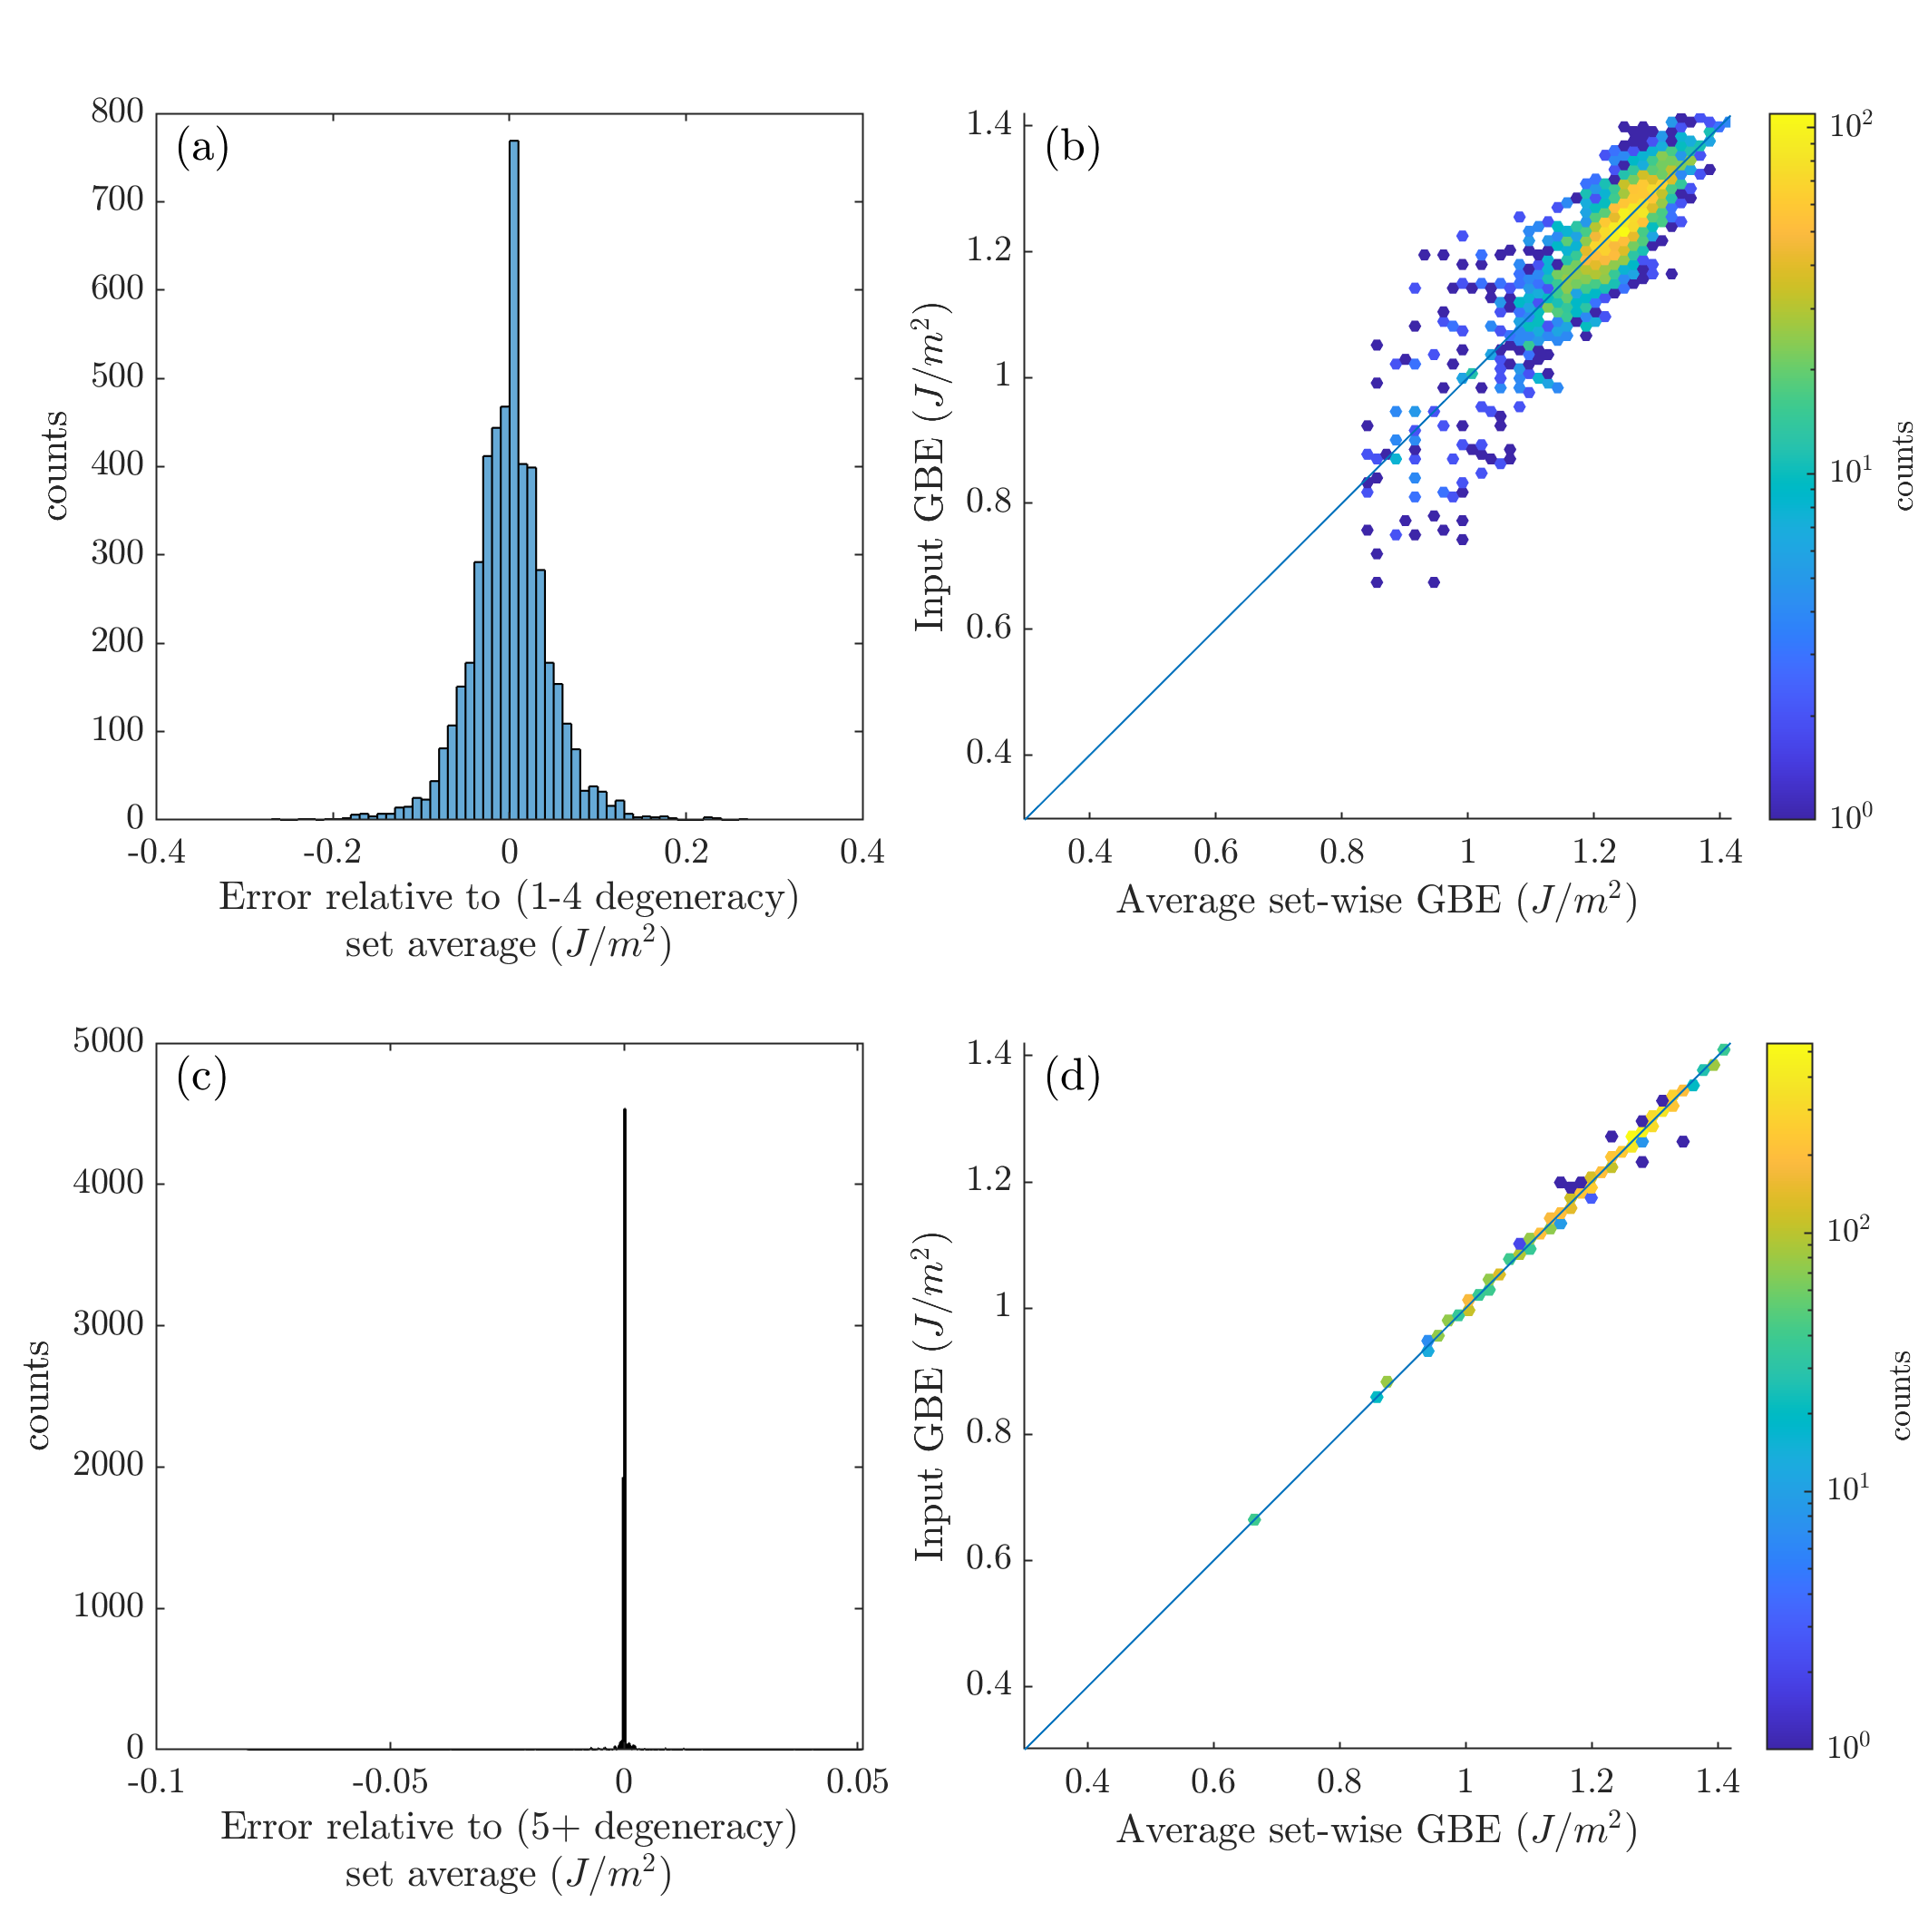 (a)
800
700
600
500
400
300
200
100
0
counts
-0.4 -0.2 0 0.2 0.4
Error relative to (1-4 degeneracy)
set average (J/m²)
(b)
1.4
1.2
1
0.8
0.6
0.4
Input GBE (J/m²)
0.4 0.6 0.8 1 1.2 1.4
Average set-wise GBE (J/m²)
10²
10¹
10⁰
counts
(c)
5000
4000
3000
2000
1000
0
counts
-0.1 -0.05 0 0.05
Error relative to (5+ degeneracy)
set average (J/m²)
(d)
1.4
1.2
1
0.8
0.6
0.4
Input GBE (J/m²)
0.4 0.6 0.8 1 1.2 1.4
Average set-wise GBE (J/m²)
10²
10¹
10⁰
counts